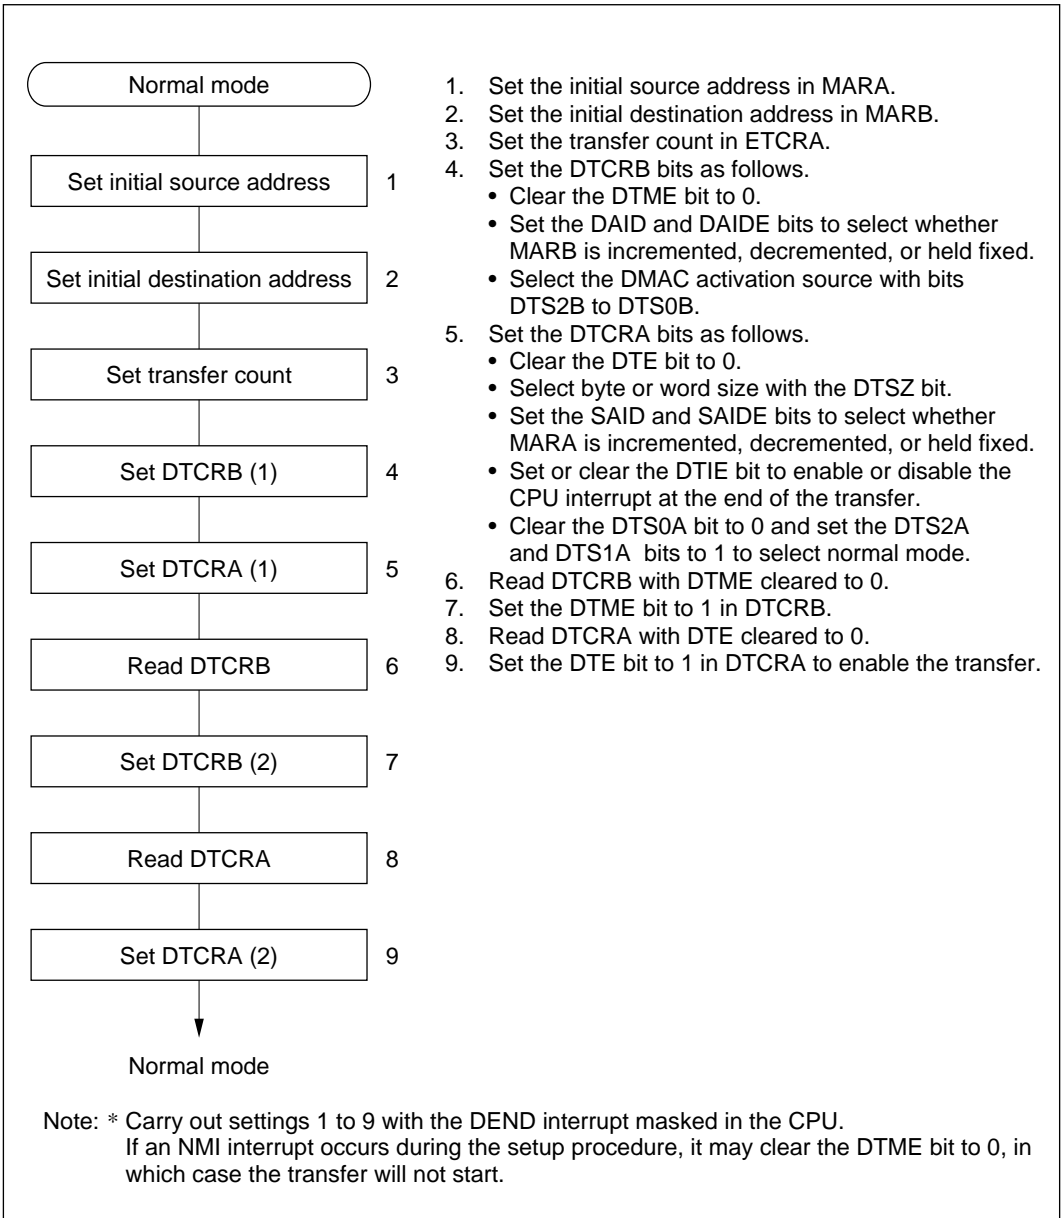 Normal mode
Set initial source address 1
Set initial destination address 2
Set transfer count 3
Set DTCRB (1) 4
Set DTCRA (1) 5
Read DTCRB 6
Set DTCRB (2) 7
Read DTCRA 8
Set DTCRA (2) 9
Normal mode
1. Set the initial source address in MARA.
2. Set the initial destination address in MARB.
3. Set the transfer count in ETCRA.
4. Set the DTCRB bits as follows.
• Clear the DTME bit to 0.
• Set the DAID and DAIDE bits to select whether
MARB is incremented, decremented, or held fixed.
• Select the DMAC activation source with bits
DTS2B to DTS0B.
5. Set the DTCRA bits as follows.
• Clear the DTE bit to 0.
• Select byte or word size with the DTSZ bit.
• Set the SAID and SAIDE bits to select whether
MARA is incremented, decremented, or held fixed.
• Set or clear the DTIE bit to enable or disable the
CPU interrupt at the end of the transfer.
• Clear the DTS0A bit to 0 and set the DTS2A
and DTS1A bits to 1 to select normal mode.
6. Read DTCRB with DTME cleared to 0.
7. Set the DTME bit to 1 in DTCRB.
8. Read DTCRA with DTE cleared to 0.
9. Set the DTE bit to 1 in DTCRA to enable the transfer.
Note: * Carry out settings 1 to 9 with the DEND interrupt masked in the CPU.
If an NMI interrupt occurs during the setup procedure, it may clear the DTME bit to 0, in
which case the transfer will not start.